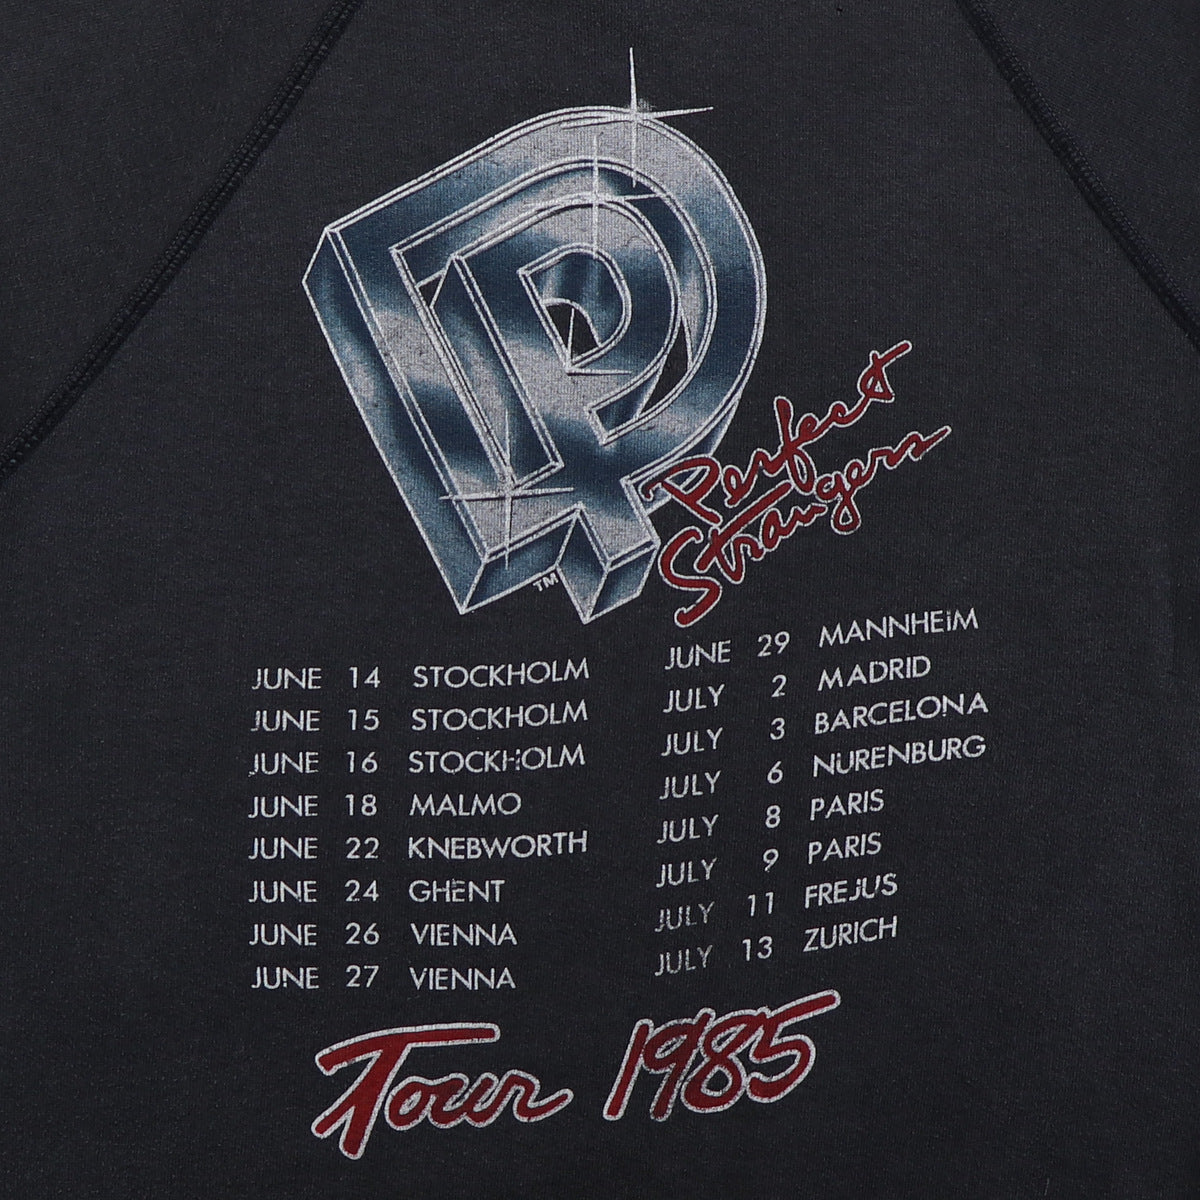 DP
TM
Perfect
Strangers
JUNE 14 STOCKHOLM
JUNE 15 STOCKHOLM
JUNE 16 STOCKHOLM
JUNE 18 MALMO
JUNE 22 KNEBWORTH
JUNE 24 GHENT
JUNE 26 VIENNA
JUNE 27 VIENNA
JUNE 29 MANNHEIM
JULY 2 MADRID
JULY 3 BARCELONA
JULY 6 NURENBURG
JULY 8 PARIS
JULY 9 PARIS
JULY 11 FREJUS
JULY 13 ZURICH
Tour 1985